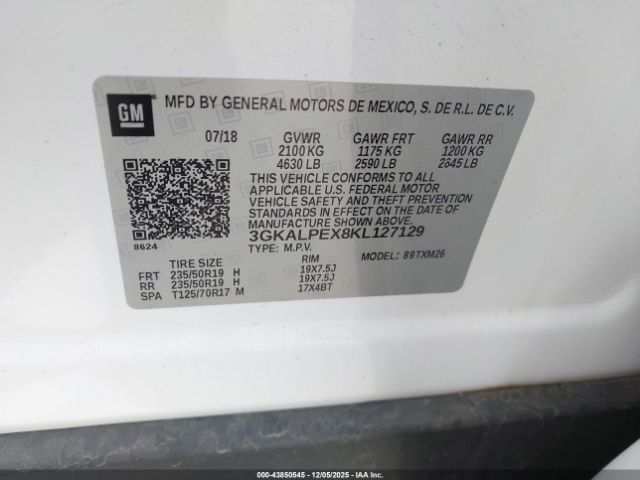 GM MFD BY GENERAL MOTORS DE MEXICO, S. DE R.L. DE C.V.
07/18 GVWR GAWR FRT GAWR RR
2100 KG 1175 KG 1200 KG
4630 LB 2590 LB 2645 LB
THIS VEHICLE CONFORMS TO ALL
APPLICABLE U.S. FEDERAL MOTOR
VEHICLE SAFETY AND THEFT PREVENTION
STANDARDS IN EFFECT ON THE DATE OF
MANUFACTURE SHOWN ABOVE.
3GKALPEX8KL127129
8624
TYPE: M.P.V. MODEL: 89TXM26
TIRE SIZE RIM
FRT 235/50R19 H 19X7.5J
RR 235/50R19 H 19X7.5J
SPA T125/70R17 M 17X4BT
000-43850545 - 12/05/2025 - IAAI.CA